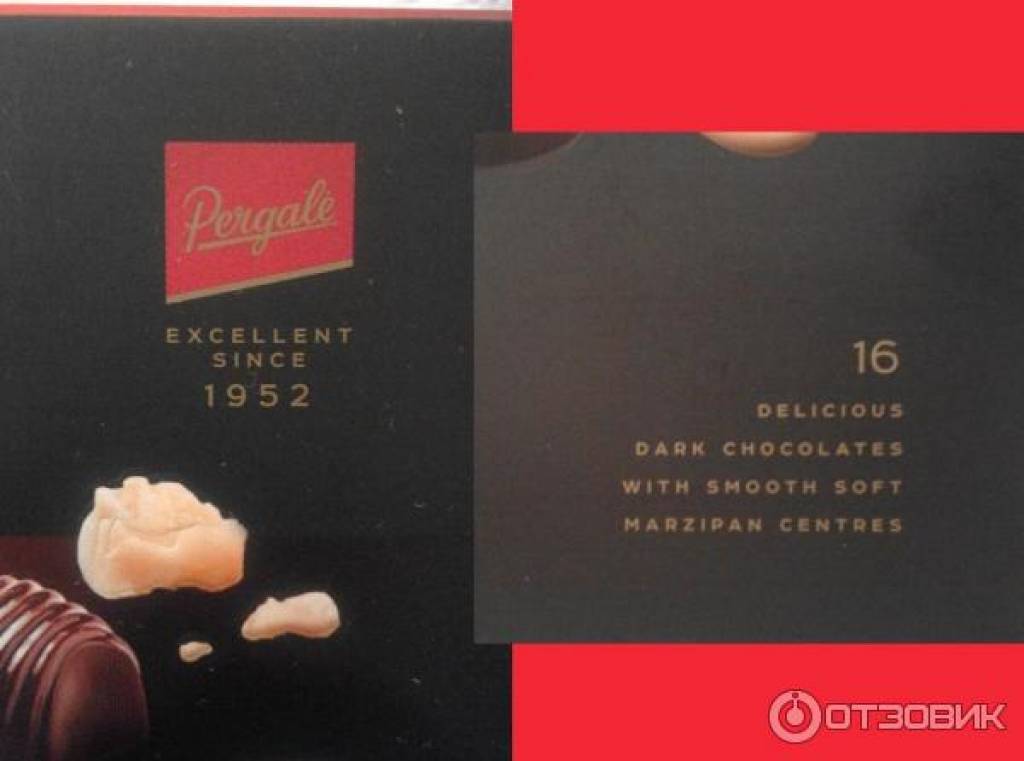 Pergalė
EXCELLENT
SINCE
1952
16
DELICIOUS
DARK CHOCOLATES
WITH SMOOTH SOFT
MARZIPAN CENTRES
ОТЗОВИК